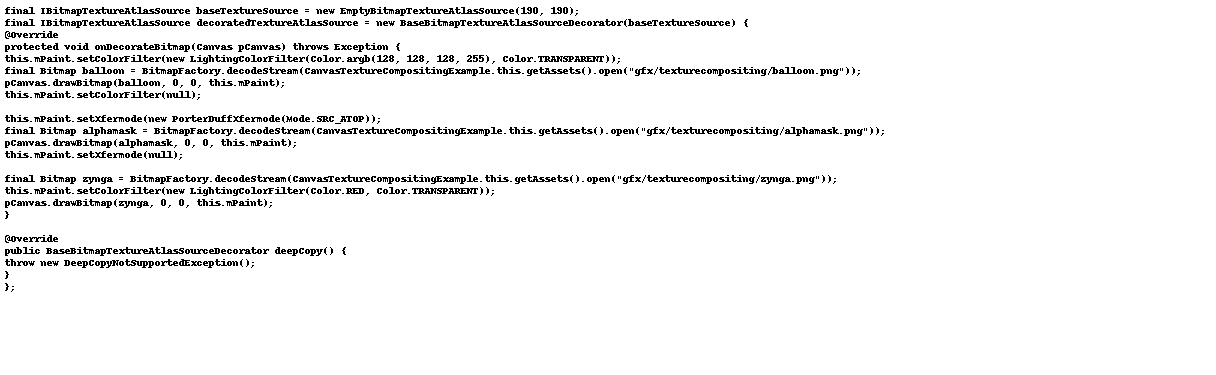 final IBitmapTextureAtlasSource baseTextureSource = new EmptyBitmapTextureAtlasSource(190, 190);
final IBitmapTextureAtlasSource decoratedTextureAtlasSource = new BaseBitmapTextureAtlasSourceDecorator(baseTextureSource) {
@Override
protected void onDecorateBitmap(Canvas pCanvas) throws Exception {
this.mPaint.setColorFilter(new LightingColorFilter(Color.argb(128, 128, 128, 255), Color.TRANSPARENT));
final Bitmap balloon = BitmapFactory.decodeStream(CanvasTextureCompositingExample.this.getAssets().open("gfx/texturecompositing/balloon.png"));
pCanvas.drawBitmap(balloon, 0, 0, this.mPaint);
this.mPaint.setColorFilter(null);
this.mPaint.setXfermode(new PorterDuffXfermode(Mode.SRC_ATOP));
final Bitmap alphamask = BitmapFactory.decodeStream(CanvasTextureCompositingExample.this.getAssets().open("gfx/texturecompositing/alphamask.png"));
pCanvas.drawBitmap(alphamask, 0, 0, this.mPaint);
this.mPaint.setXfermode(null);
final Bitmap zynga = BitmapFactory.decodeStream(CanvasTextureCompositingExample.this.getAssets().open("gfx/texturecompositing/zynga.png"));
this.mPaint.setColorFilter(new LightingColorFilter(Color.RED, Color.TRANSPARENT));
pCanvas.drawBitmap(zynga, 0, 0, this.mPaint);
}
@Override
public BaseBitmapTextureAtlasSourceDecorator deepCopy() {
throw new DeepCopyNotSupportedException();
}
};